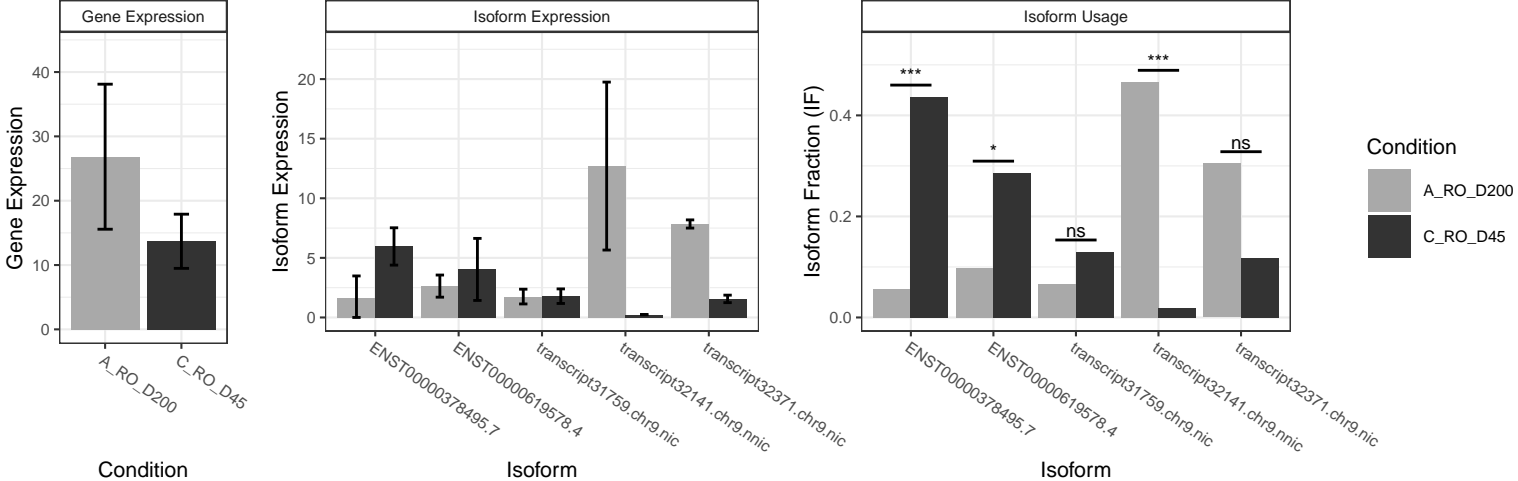 Gene Expression
Gene Expression
40
30
20
10
0
A_RO_D200
C_RO_D45
Condition
Isoform Expression
Isoform Expression
20
15
10
5
0
ENST00000378495.7
ENST00000619578.4
transcript31759.chr9.nic
transcript32141.chr9.nnic
transcript32371.chr9.nic
Isoform
Isoform Usage
Isoform Fraction (IF)
0.4
0.2
0.0
***
*
ns
***
ns
ENST00000378495.7
ENST00000619578.4
transcript31759.chr9.nic
transcript32141.chr9.nnic
transcript32371.chr9.nic
Isoform
Condition
A_RO_D200
C_RO_D45